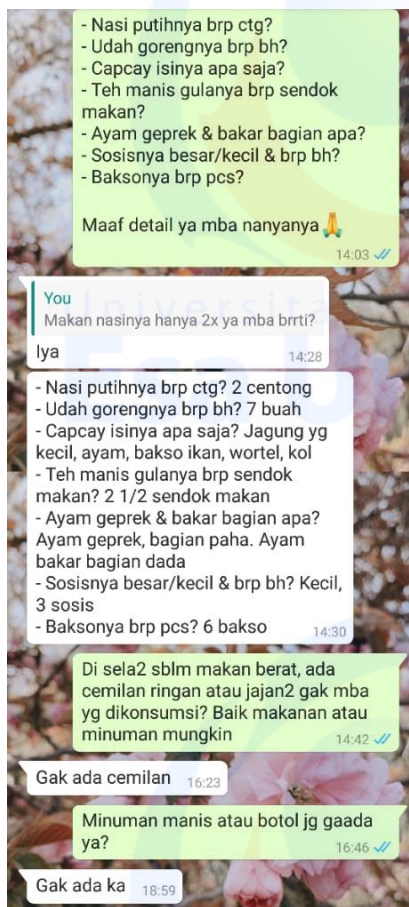 - Nasi putihnya brp ctg?
- Udah gorengnya brp bh?
- Capcay isinya apa saja?
- Teh manis gulanya brp sendok
makan?
- Ayam geprek & bakar bagian apa?
- Sosisnya besar/kecil & brp bh?
- Baksonya brp pcs?
Maaf detail ya mba nanyanya🙏
14:03
You
Makan nasinya hanya 2x ya mba brrti?
Iya
14:28
- Nasi putihnya brp ctg? 2 centong
- Udah gorengnya brp bh? 7 buah
- Capcay isinya apa saja? Jagung yg
kecil, ayam, bakso ikan, wortel, kol
- Teh manis gulanya brp sendok
makan? 2 1/2 sendok makan
- Ayam geprek & bakar bagian apa?
Ayam geprek, bagian paha. Ayam
bakar bagian dada
- Sosisnya besar/kecil & brp bh? Kecil,
3 sosis
- Baksonya brp pcs? 6 bakso
14:30
Di sela2 sblm makan berat, ada
cemilan ringan atau jajan2 gak mba
yg dikonsumsi? Baik makanan atau
minuman mungkin
14:42
Gak ada cemilan
16:23
Minuman manis atau botol jg gaada
ya?
16:46
Gak ada ka
18:59